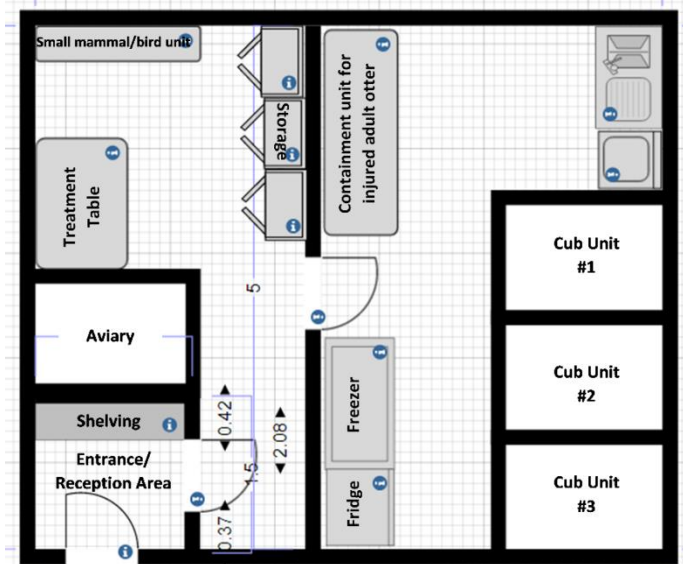 Small mammal/bird unit
Storage
Containment unit for
injured adult otter
Treatment
Table
Cub Unit
#1
5
Aviary
Cub Unit
#2
Freezer
Shelving
0.42
2.08
Entrance/
Reception Area
1.5
Cub Unit
#3
Fridge
0.37